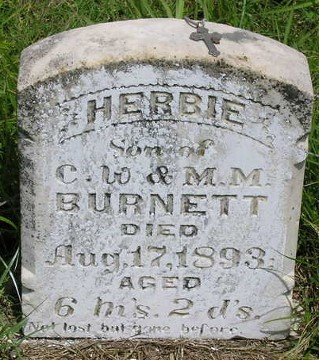 HERBIE
Son of
C. W & M. M.
BURNETT
DIED
Aug. 17, 1893.
AGED
6 m's. 2 d's.
Not lost but gone before.